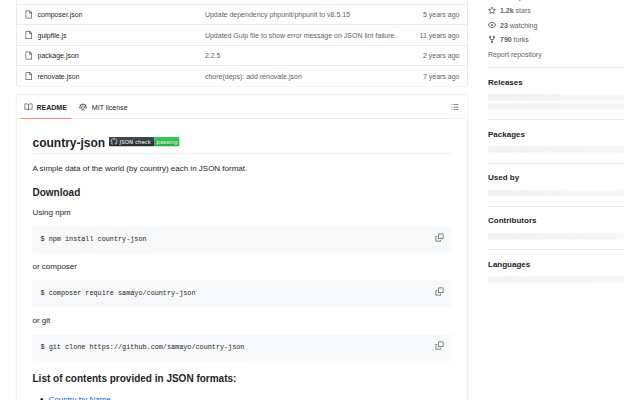 composer.json Update dependency phpunit/phpunit to v8.5.15 5 years ago
gulpfile.js Updated Gulp file to show error message on JSON lint failure. 11 years ago
package.json 2.2.5 2 years ago
renovate.json chore(deps): add renovate.json 7 years ago
README MIT license
country-json JSON check passing
A simple data of the world (by country) each in JSON format.
Download
Using npm
$ npm install country-json
or composer
$ composer require samayo/country-json
or git
$ git clone https://github.com/samayo/country-json
List of contents provided in JSON formats:
Country by Name
1.2k stars
23 watching
790 forks
Report repository
Releases
Packages
Used by
Contributors
Languages